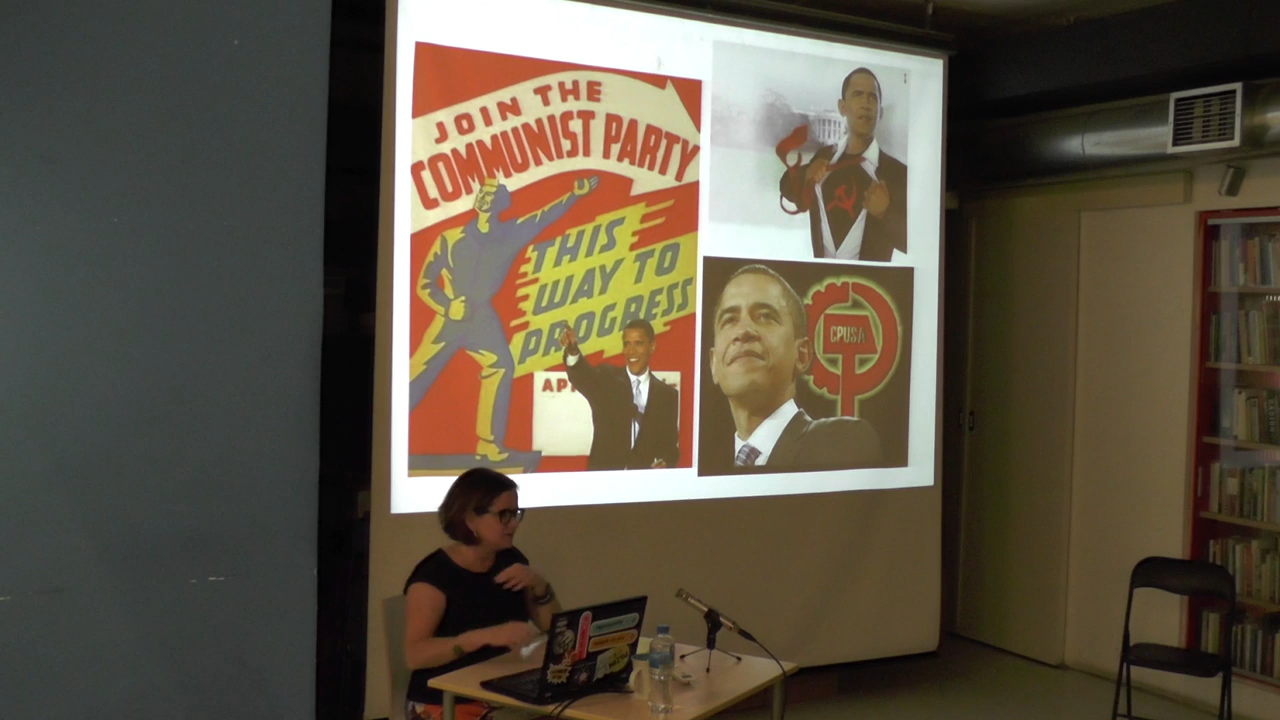 JOIN THE
COMMUNIST PARTY
THIS
WAY TO
PROGRESS
CPUSA